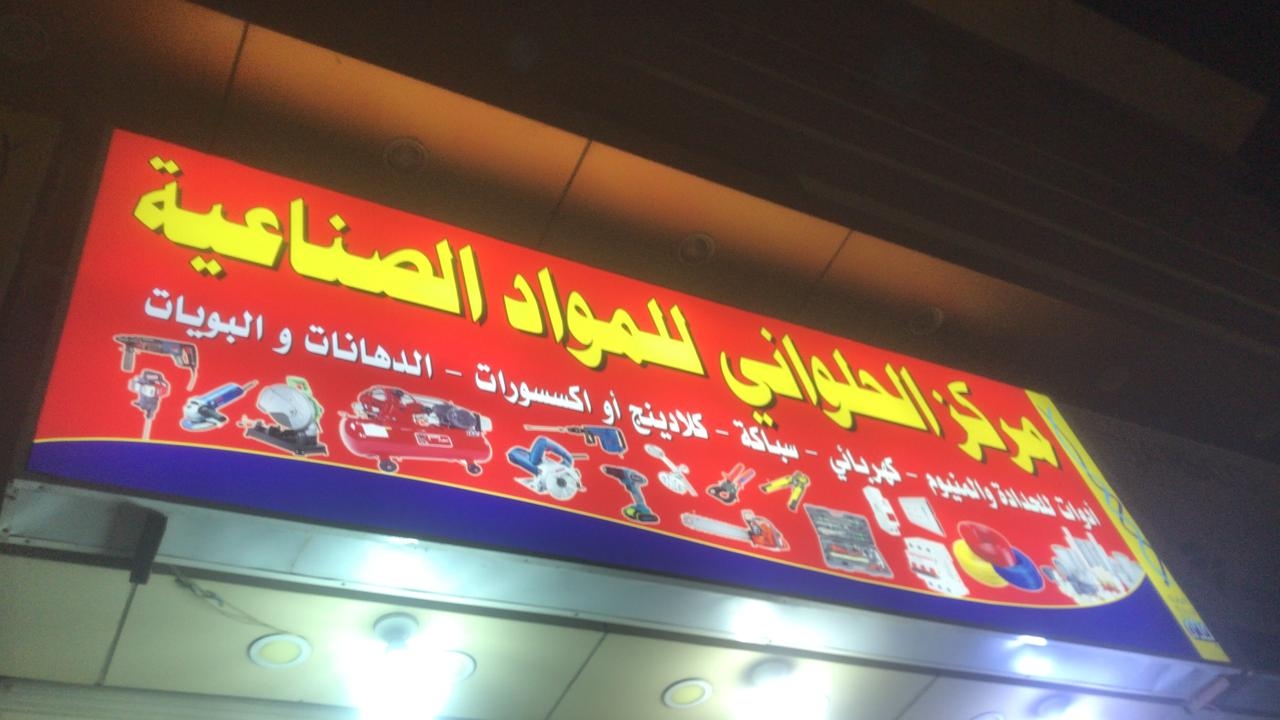 مركز الحلواني للمواد الصناعية
أدوات للحدادة والمنيوم - كهربائي - سباكة - كلادينج أو اكسسورات - الدهانات و البويات